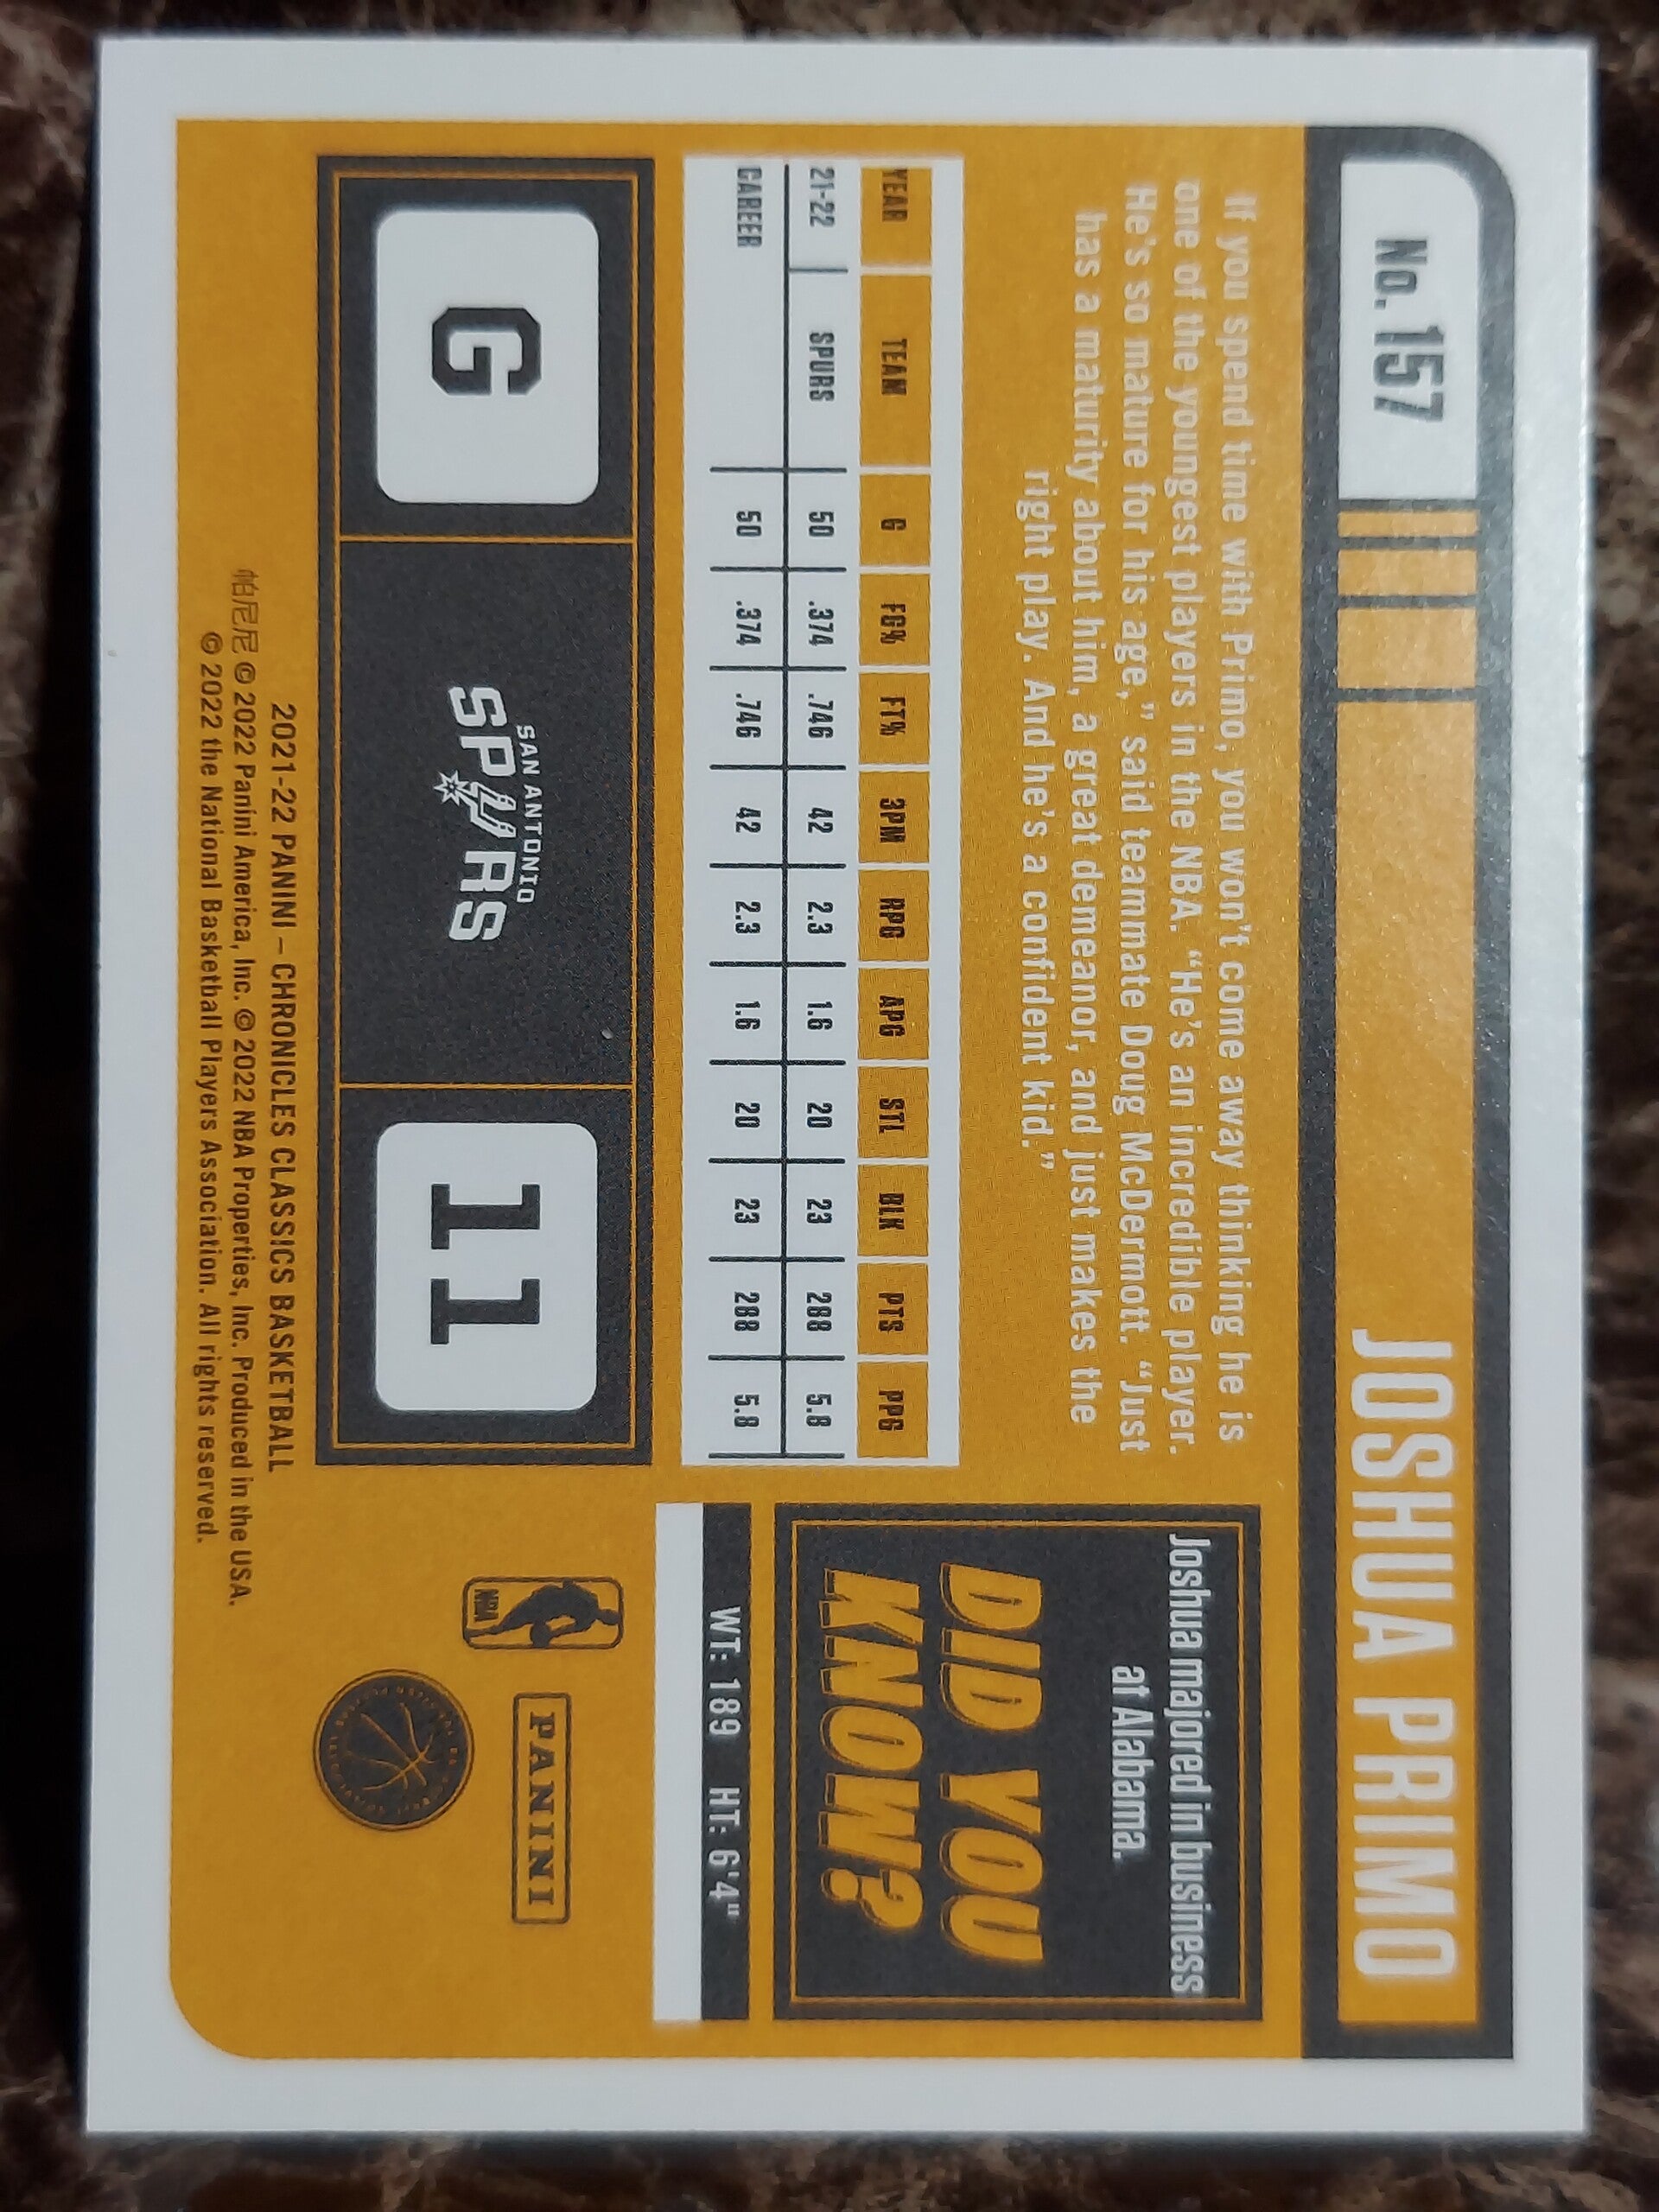 No. 157
JOSHUA PRIMO
If you spend time with Primo, you won't come away thinking he is
one of the youngest players in the NBA. “He's an incredible player.
He's so mature for his age,” said teammate Doug McDermott. “Just
has a maturity about him, a great demeanor, and just makes the
right play. And he's a confident kid.”
Joshua majored in business
at Alabama.
DID YOU
KNOW?
YEAR TEAM G FG% FT% 3PM RPG APG STL BLK PTS PPG
21-22 SPURS 50 .374 .746 42 2.3 1.6 20 23 288 5.8
CAREER 50 .374 .746 42 2.3 1.6 20 23 288 5.8
WT: 189 HT: 6'4"
G
SAN ANTONIO
SPURS
11
NBA
PANINI
2021-22 PANINI – CHRONICLES CLASSICS BASKETBALL
帕尼尼 © 2022 Panini America, Inc. © 2022 NBA Properties, Inc. Produced in the USA.
© 2022 the National Basketball Players Association. All rights reserved.